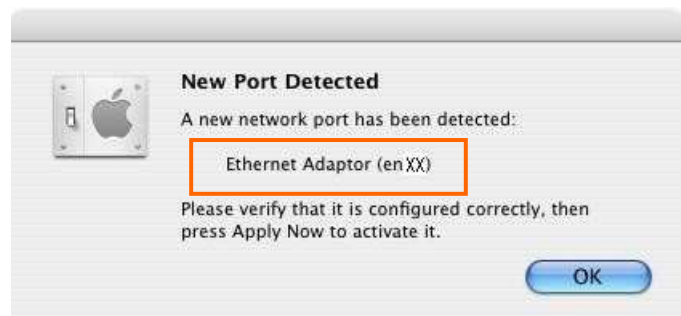 New Port Detected
A new network port has been detected:
Ethernet Adaptor (enXX)
Please verify that it is configured correctly, then
press Apply Now to activate it.
OK